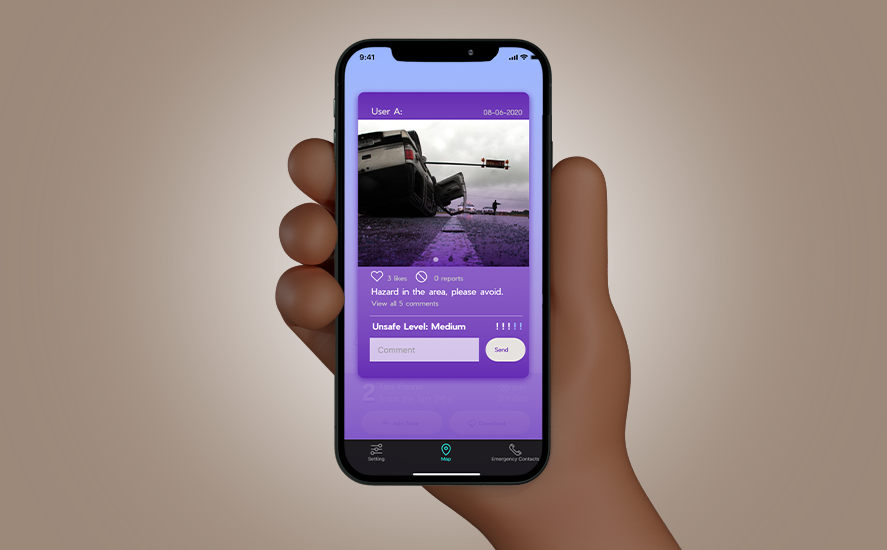 9:41
User A:
08-06-2020
3 likes
0 reports
Hazard in the area, please avoid.
View all 5 comments
Unsafe Level: Medium
!!!!!
Comment
Send
2
Setting
Map
Emergency Contacts